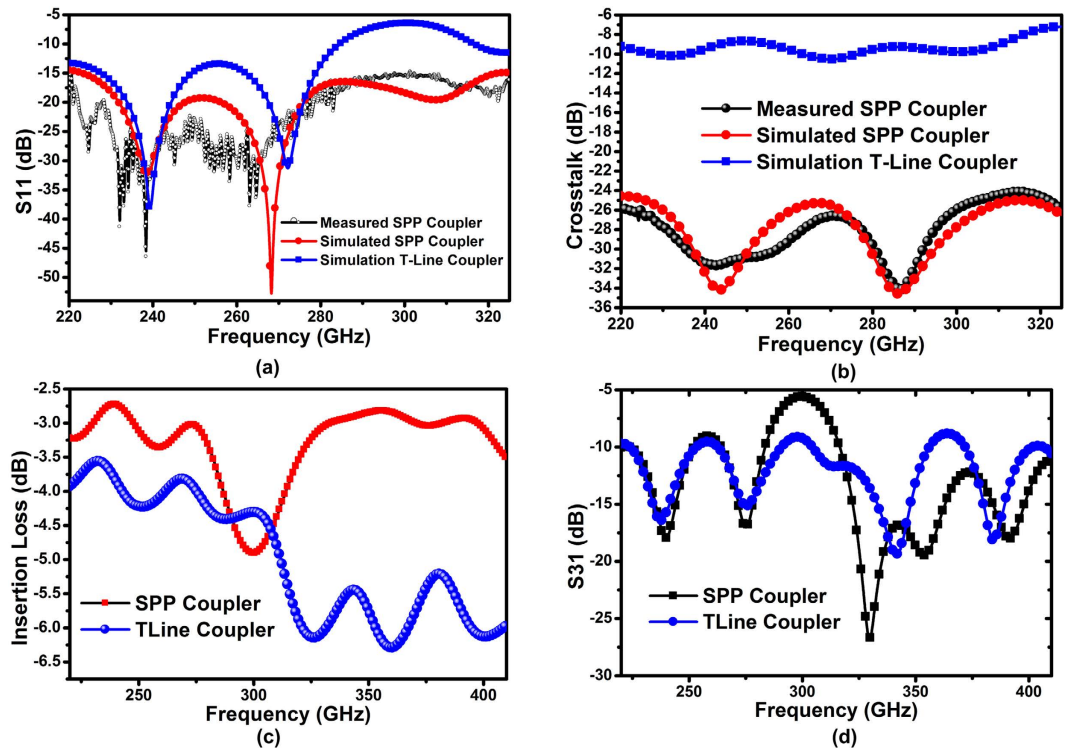 -5
-10
-15
-20
-25
-30
-35
-40
-45
-50
S11 (dB)
Measured SPP Coupler
Simulated SPP Coupler
Simulation T-Line Coupler
220 240 260 280 300 320
Frequency (GHz)
(a)
-6
-8
-10
-12
-14
-16
-18
-20
-22
-24
-26
-28
-30
-32
-34
-36
Crosstalk (dB)
Measured SPP Coupler
Simulated SPP Coupler
Simulation T-Line Coupler
220 240 260 280 300 320
Frequency (GHz)
(b)
-2.5
-3.0
-3.5
-4.0
-4.5
-5.0
-5.5
-6.0
-6.5
Insertion Loss (dB)
SPP Coupler
TLine Coupler
250 300 350 400
Frequency (GHz)
(c)
-5
-10
-15
-20
-25
-30
S31 (dB)
SPP Coupler
TLine Coupler
250 300 350 400
Frequency (GHz)
(d)